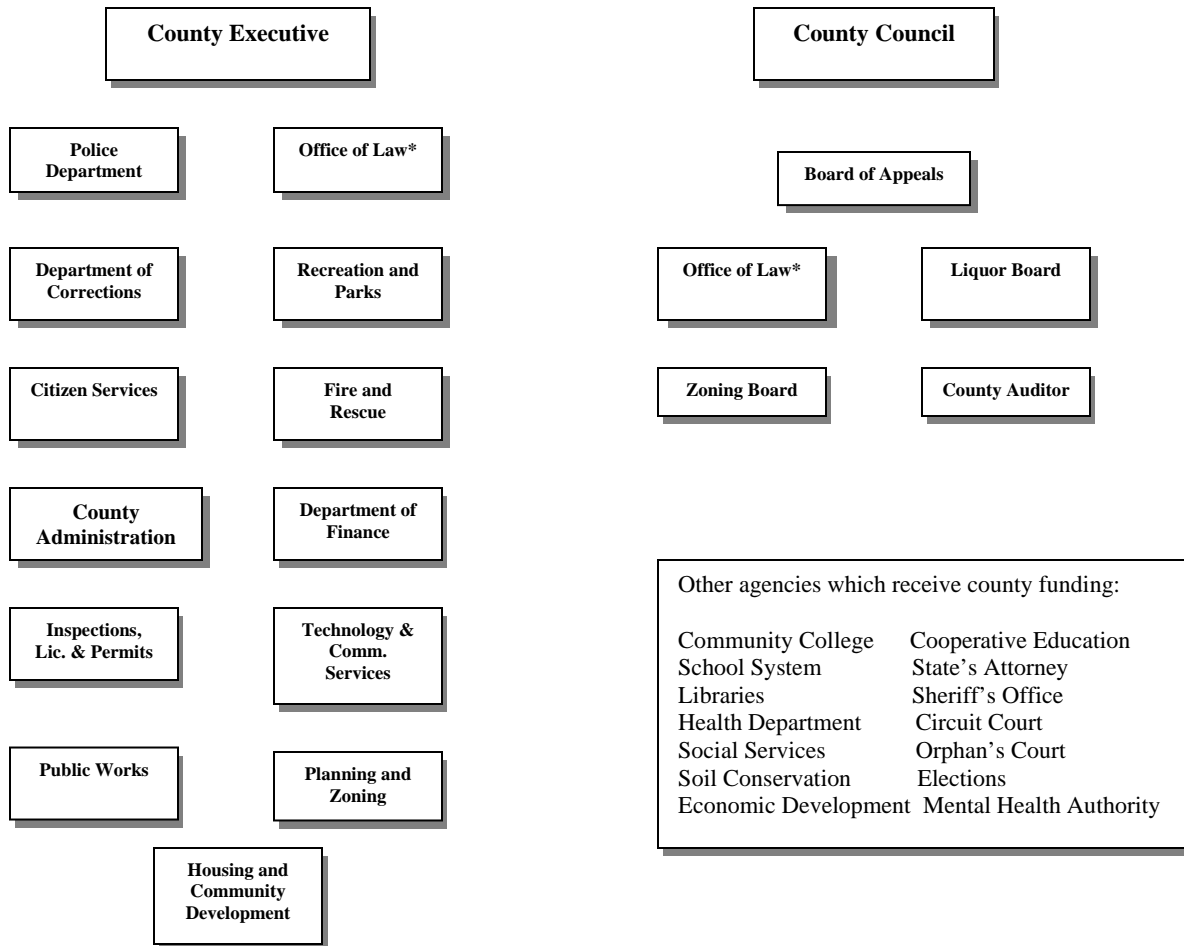 County Executive
County Council
Police
Department
Office of Law*
Board of Appeals
Department of
Corrections
Recreation and
Parks
Office of Law*
Liquor Board
Citizen Services
Fire and
Rescue
Zoning Board
County Auditor
County
Administration
Department of
Finance
Inspections,
Lic. & Permits
Technology &
Comm.
Services
Public Works
Planning and
Zoning
Housing and
Community
Development
Other agencies which receive county funding:
Community College Cooperative Education
School System State’s Attorney
Libraries Sheriff’s Office
Health Department Circuit Court
Social Services Orphan’s Court
Soil Conservation Elections
Economic Development Mental Health Authority